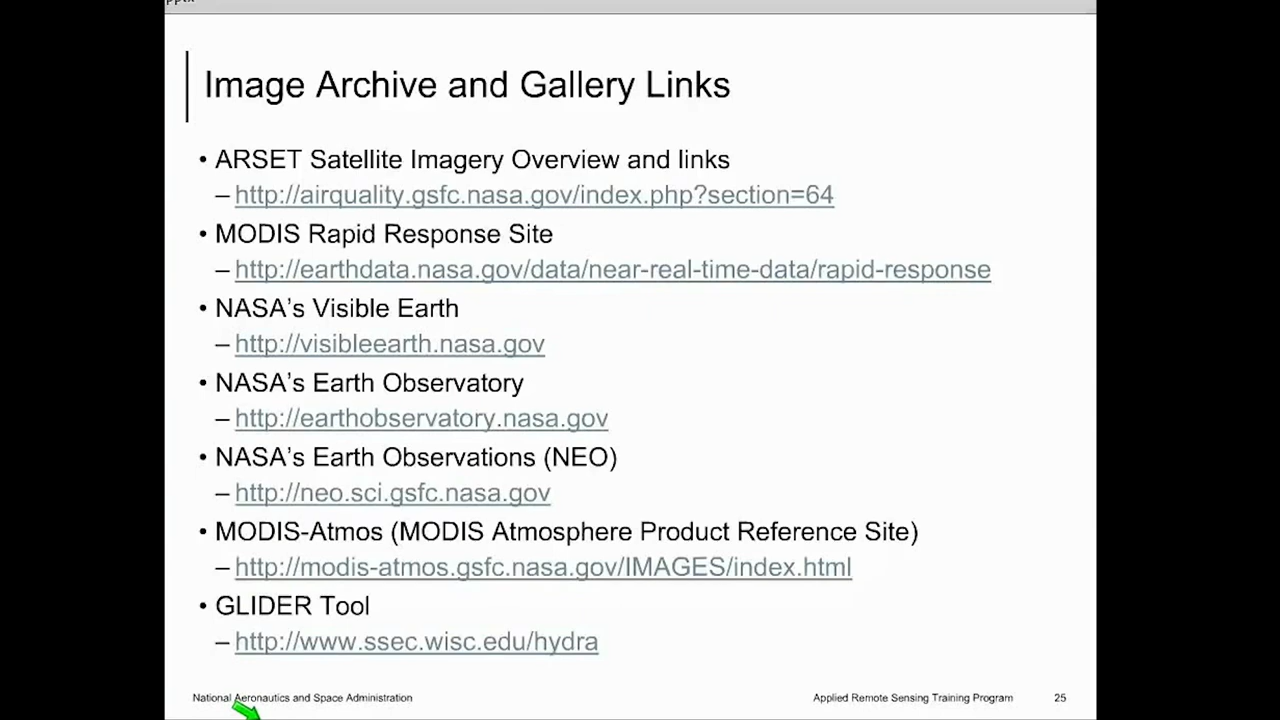 pptx
Image Archive and Gallery Links
• ARSET Satellite Imagery Overview and links
– http://airquality.gsfc.nasa.gov/index.php?section=64
• MODIS Rapid Response Site
– http://earthdata.nasa.gov/data/near-real-time-data/rapid-response
• NASA’s Visible Earth
– http://visibleearth.nasa.gov
• NASA’s Earth Observatory
– http://earthobservatory.nasa.gov
• NASA’s Earth Observations (NEO)
– http://neo.sci.gsfc.nasa.gov
• MODIS-Atmos (MODIS Atmosphere Product Reference Site)
– http://modis-atmos.gsfc.nasa.gov/IMAGES/index.html
• GLIDER Tool
– http://www.ssec.wisc.edu/hydra
National Aeronautics and Space Administration
Applied Remote Sensing Training Program 25